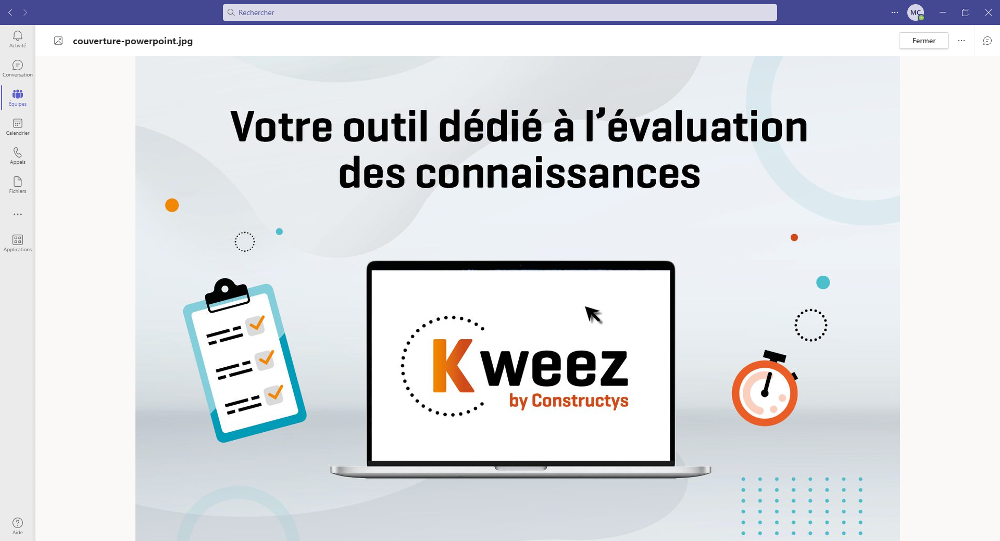 Rechercher
MC
Activité
Conversation
Équipes
Calendrier
Appels
Fichiers
Applications
Aide
couverture-powerpoint.jpg
Fermer
Votre outil dédié à l’évaluation
des connaissances
Kweez
by Constructys